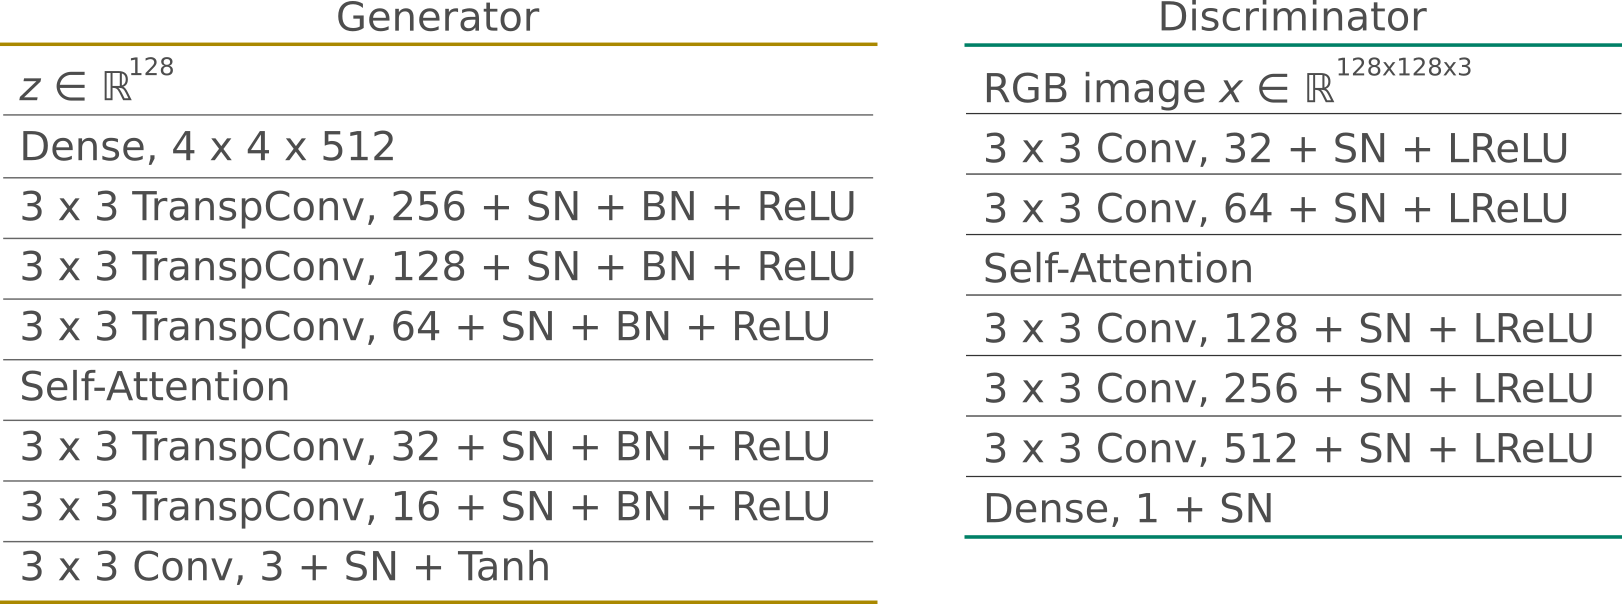 Generator
z ∈ ℝ^128
Dense, 4 x 4 x 512
3 x 3 TranspConv, 256 + SN + BN + ReLU
3 x 3 TranspConv, 128 + SN + BN + ReLU
3 x 3 TranspConv, 64 + SN + BN + ReLU
Self-Attention
3 x 3 TranspConv, 32 + SN + BN + ReLU
3 x 3 TranspConv, 16 + SN + BN + ReLU
3 x 3 Conv, 3 + SN + Tanh
Discriminator
RGB image x ∈ ℝ^128x128x3
3 x 3 Conv, 32 + SN + LReLU
3 x 3 Conv, 64 + SN + LReLU
Self-Attention
3 x 3 Conv, 128 + SN + LReLU
3 x 3 Conv, 256 + SN + LReLU
3 x 3 Conv, 512 + SN + LReLU
Dense, 1 + SN